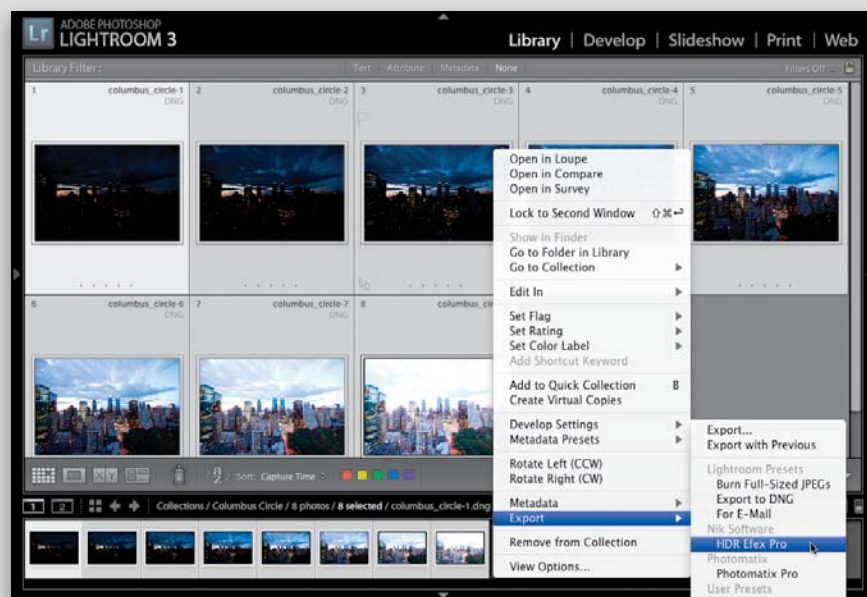 Lr ADOBE PHOTOSHOP
LIGHTROOM 3
Library | Develop | Slideshow | Print | Web
Library Filter:
Text
Attribute
Metadata
None
Filters Off
1 columbus_circle-1
DNG
2 columbus_circle-2
DNG
3 columbus_circle-3
DNG
4 columbus_circle-4
DNG
5 columbus_circle-5
DNG
6 columbus_circle-6
DNG
7 columbus_circle-7
DNG
8 columbus_cir
Open in Loupe
Open in Compare
Open in Survey
Lock to Second Window ⇧⌘↩
Show in Finder
Go to Folder in Library
Go to Collection
Edit In
Set Flag
Set Rating
Set Color Label
Add Shortcut Keyword
Add to Quick Collection B
Create Virtual Copies
Develop Settings
Metadata Presets
Rotate Left (CCW)
Rotate Right (CW)
Metadata
Export
Remove from Collection
View Options...
Export...
Export with Previous
Lightroom Presets
Burn Full-Sized JPEGs
Export to DNG
For E-Mail
Nik Software
HDR Efex Pro
Photomatix
Photomatix Pro
User Presets
X Y
a
z
Sort: Capture Time
1 2
Collections / Columbus Circle / 8 photos / 8 selected / columbus_circle-1.dng